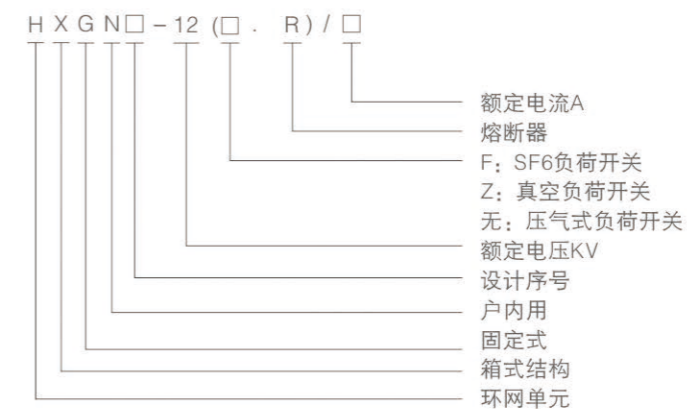 HXGN□-12(□.R)/□
额定电流A
熔断器
F：SF6负荷开关
Z：真空负荷开关
无：压气式负荷开关
额定电压KV
设计序号
户内用
固定式
箱式结构
环网单元